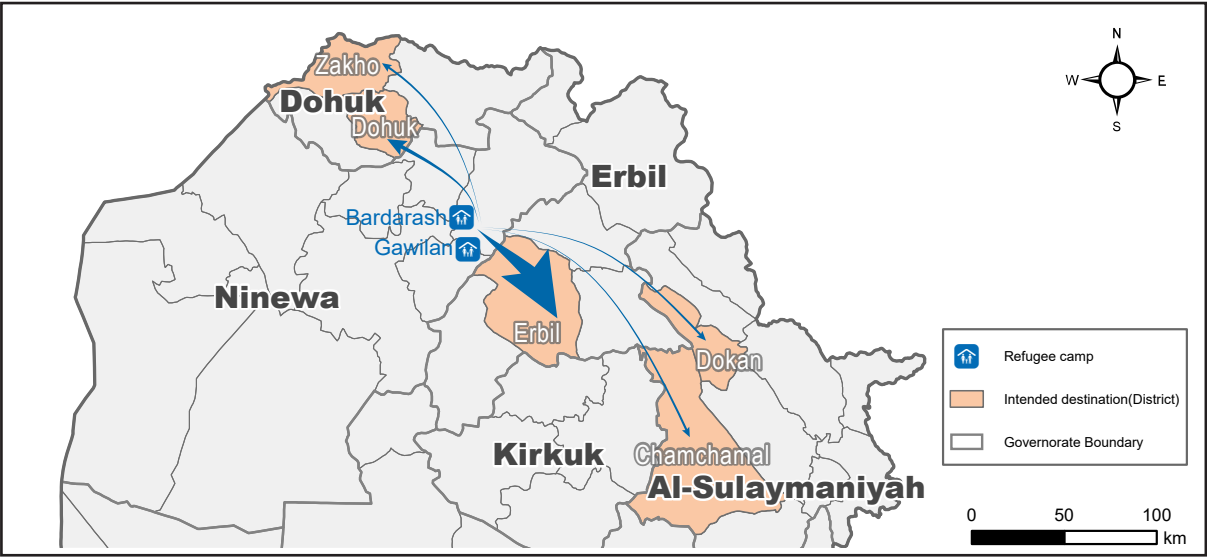 N
W
E
S
Zakho
Dohuk
Dohuk
Erbil
Bardarash
Gawilan
Ninewa
Erbil
Dokan
Kirkuk
Chamchamal
Al-Sulaymaniyah
Refugee camp
Intended destination(District)
Governorate Boundary
0 50 100
km